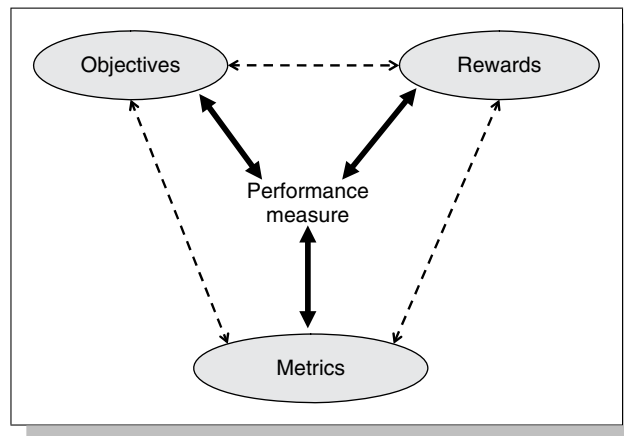 Objectives
Rewards
Performance
measure
Metrics